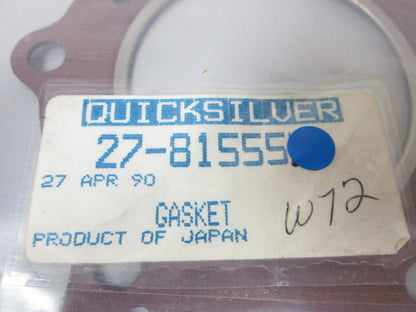 QUICKSILVER
27-81555
27 APR 90
GASKET
W72
PRODUCT OF JAPAN